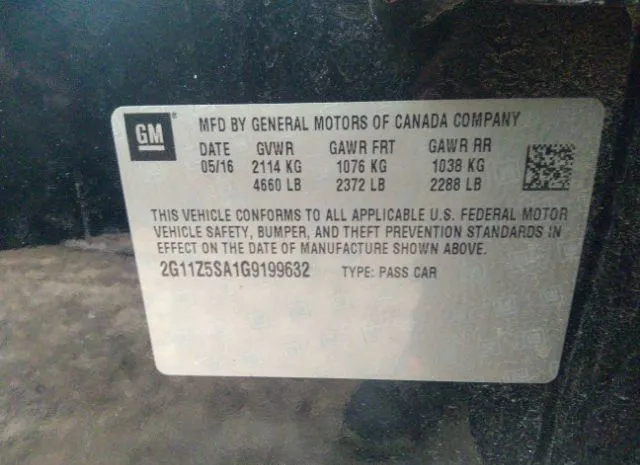 GM
MFD BY GENERAL MOTORS OF CANADA COMPANY
DATE GVWR GAWR FRT GAWR RR
05/16 2114 KG 1076 KG 1038 KG
4660 LB 2372 LB 2288 LB
THIS VEHICLE CONFORMS TO ALL APPLICABLE U.S. FEDERAL MOTOR
VEHICLE SAFETY, BUMPER, AND THEFT PREVENTION STANDARDS IN
EFFECT ON THE DATE OF MANUFACTURE SHOWN ABOVE.
2G11Z5SA1G9199632 TYPE: PASS CAR